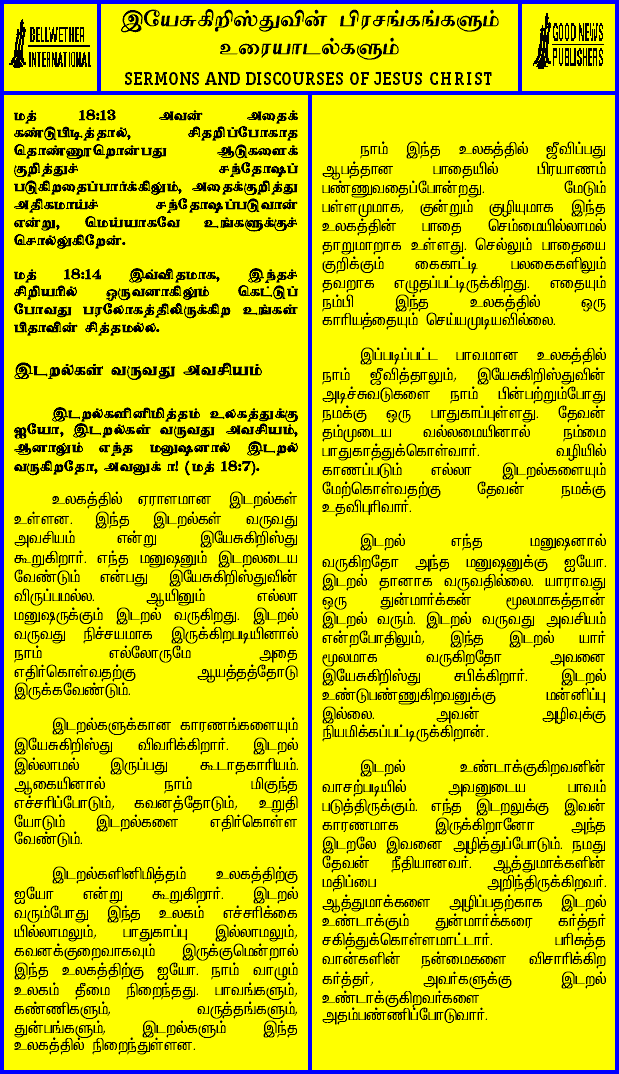 BELLWETHER
INTERNATIONAL
இயேசுகிறிஸ்துவின் பிரசங்கங்களும்
உரையாடல்களும்
SERMONS AND DISCOURSES OF JESUS CHRIST
GOOD NEWS
PUBLISHERS
மத் 18:13 அவன் அதைக்
கண்டுபிடித்தால், சிதறிப்போகாத
தொண்ணூறொன்பது ஆடுகளைக்
குறித்துச் சந்தோஷப்
படுகிறதைப்பார்க்கிலும், அதைக்குறித்து
அதிகமாய்ச் சந்தோஷப்படுவான்
என்று, மெய்யாகவே உங்களுக்குச்
சொல்லுகிறேன்.
மத் 18:14 இவ்விதமாக, இந்தச்
சிறியரில் ஒருவனாகிலும் கெட்டுப்
போவது பரலோகத்திலிருக்கிற உங்கள்
பிதாவின் சித்தமல்ல.
இடறல்கள் வருவது அவசியம்
இடறல்களினிமித்தம் உலகத்துக்கு
ஐயோ, இடறல்கள் வருவது அவசியம்,
ஆனாலும் எந்த மனுஷனால் இடறல்
வருகிறதோ, அவனுக் ா! (மத் 18:7).
உலகத்தில் ஏராளமான இடறல்கள்
உள்ளன. இந்த இடறல்கள் வருவது
அவசியம் என்று இயேசுகிறிஸ்து
கூறுகிறார். எந்த மனுஷனும் இடறலடைய
வேண்டும் என்பது இயேசுகிறிஸ்துவின்
விருப்பமல்ல. ஆயினும் எல்லா
மனுஷருக்கும் இடறல் வருகிறது. இடறல்
வருவது நிச்சயமாக இருக்கிறபடியினால்
நாம் எல்லோருமே அதை
எதிர்கொள்வதற்கு ஆயத்தத்தோடு
இருக்கவேண்டும்.
இடறல்களுக்கான காரணங்களையும்
இயேசுகிறிஸ்து விவரிக்கிறார். இடறல்
இல்லாமல் இருப்பது கூடாதகாரியம்.
ஆகையினால் நாம் மிகுந்த
எச்சரிப்போடும், கவனத்தோடும், உறுதி
யோடும் இடறல்களை எதிர்கொள்ள
வேண்டும்.
இடறல்களினிமித்தம் உலகத்திற்கு
ஐயோ என்று கூறுகிறார். இடறல்
வரும்போது இந்த உலகம் எச்சரிக்கை
யில்லாமலும், பாதுகாப்பு இல்லாமலும்,
கவனக்குறைவாகவும் இருக்குமென்றால்
இந்த உலகத்திற்கு ஐயோ. நாம் வாழும்
உலகம் தீமை நிறைந்தது. பாவங்களும்,
கண்ணிகளும், வருத்தங்களும்,
துன்பங்களும், இடறல்களும் இந்த
உலகத்தில் நிறைந்துள்ளன.
நாம் இந்த உலகத்தில் ஜீவிப்பது
ஆபத்தான பாதையில் பிரயாணம்
பண்ணுவதைப்போன்றது. மேடும்
பள்ளமுமாக, குன்றும் குழியுமாக இந்த
உலகத்தின் பாதை செம்மையில்லாமல்
தாறுமாறாக உள்ளது. செல்லும் பாதையை
குறிக்கும் கைகாட்டி பலகைகளிலும்
தவறாக எழுதப்பட்டிருக்கிறது. எதையும்
நம்பி இந்த உலகத்தில் ஒரு
காரியத்தையும் செய்யமுடியவில்லை.
இப்படிப்பட்ட பாவமான உலகத்தில்
நாம் ஜீவித்தாலும், இயேசுகிறிஸ்துவின்
அடிச்சுவடுகளை நாம் பின்பற்றும்போது
நமக்கு ஒரு பாதுகாப்புள்ளது. தேவன்
தம்முடைய வல்லமையினால் நம்மை
பாதுகாத்துக்கொள்வார். வழியில்
காணப்படும் எல்லா இடறல்களையும்
மேற்கொள்வதற்கு தேவன் நமக்கு
உதவிபுரிவார்.
இடறல் எந்த மனுஷனால்
வருகிறதோ அந்த மனுஷனுக்கு ஐயோ.
இடறல் தானாக வருவதில்லை. யாராவது
ஒரு துன்மார்க்கன் மூலமாகத்தான்
இடறல் வரும். இடறல் வருவது அவசியம்
என்றபோதிலும், இந்த இடறல் யார்
மூலமாக வருகிறதோ அவனை
இயேசுகிறிஸ்து சபிக்கிறார். இடறல்
உண்டுபண்ணுகிறவனுக்கு மன்னிப்பு
இல்லை. அவன் அழிவுக்கு
நியமிக்கப்பட்டிருக்கிறான்.
இடறல் உண்டாக்குகிறவனின்
வாசற்படியில் அவனுடைய பாவம்
படுத்திருக்கும். எந்த இடறலுக்கு இவன்
காரணமாக இருக்கிறானோ அந்த
இடறலே இவனை அழித்துப்போடும். நமது
தேவன் நீதியானவர். ஆத்துமாக்களின்
மதிப்பை அறிந்திருக்கிறவர்.
ஆத்துமாக்களை அழிப்பதற்காக இடறல்
உண்டாக்கும் துன்மார்க்கரை கர்த்தர்
சகித்துக்கொள்ளமாட்டார். பரிசுத்த
வான்களின் நன்மைகளை விசாரிக்கிற
கர்த்தர், அவர்களுக்கு இடறல்
உண்டாக்குகிறவர்களை
அதம்பண்ணிப்போடுவார்.